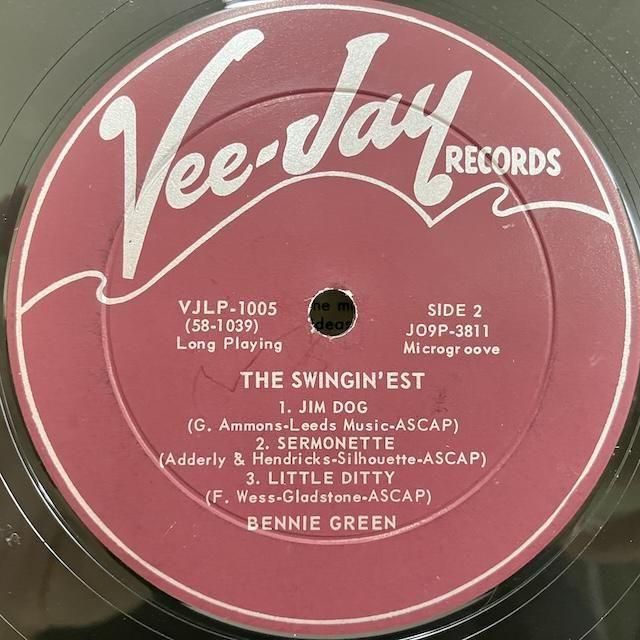 Vee-Jay RECORDS
VJLP-1005
(58-1039)
Long Playing
SIDE 2
JO9P-3811
Microgroove
THE SWINGIN'EST
1. JIM DOG
(G. Ammons-Leeds Music-ASCAP)
2. SERMONETTE
(Adderly & Hendricks-Silhouette-ASCAP)
3. LITTLE DITTY
(F. Wess-Gladstone-ASCAP)
BENNIE GREEN